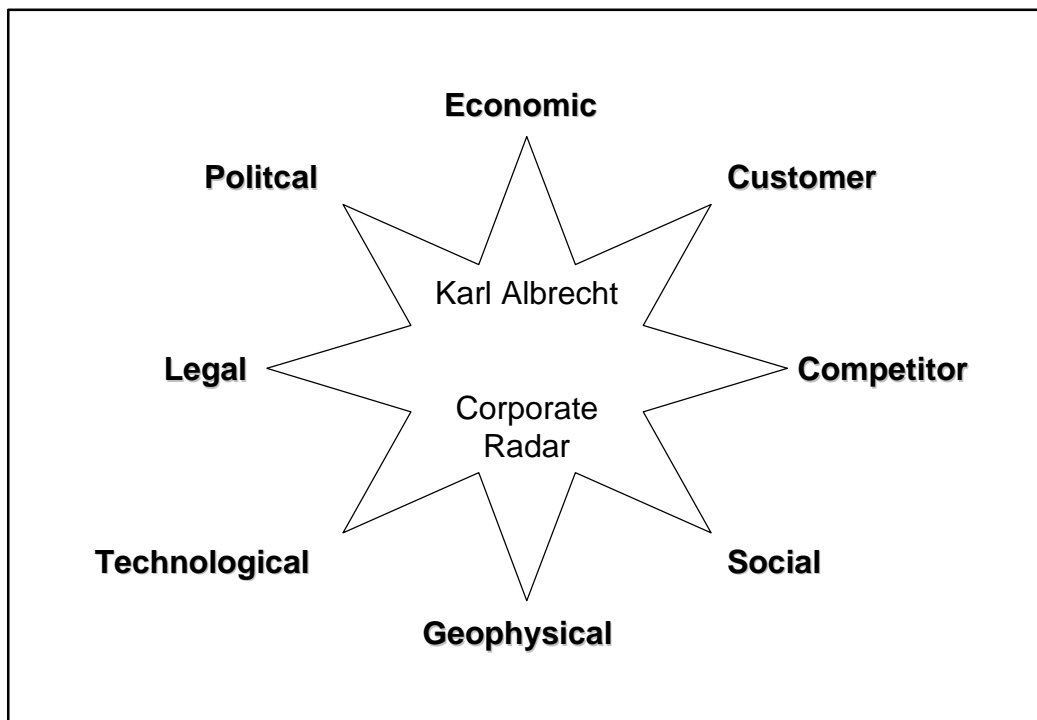 Economic
Politcal
Customer
Karl Albrecht
Legal
Competitor
Corporate
Radar
Technological
Social
Geophysical